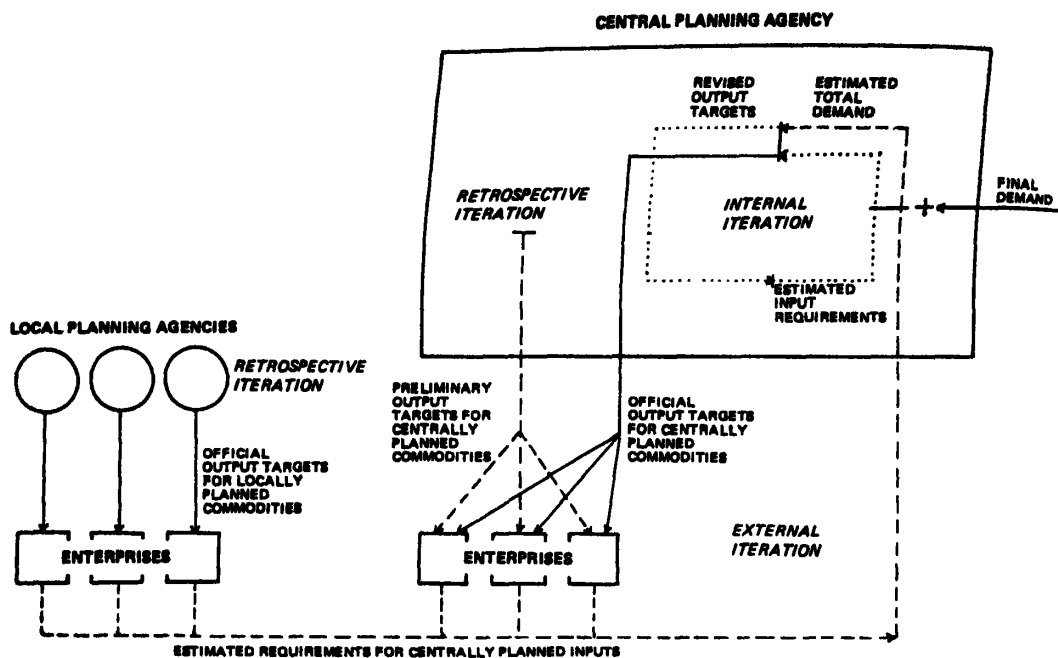 CENTRAL PLANNING AGENCY
REVISED
OUTPUT
TARGETS
ESTIMATED
TOTAL
DEMAND
RETROSPECTIVE
ITERATION
INTERNAL
ITERATION
FINAL
DEMAND
ESTIMATED
INPUT
REQUIREMENTS
LOCAL PLANNING AGENCIES
RETROSPECTIVE
ITERATION
PRELIMINARY
OUTPUT
TARGETS FOR
CENTRALLY
PLANNED
COMMODITIES
OFFICIAL
OUTPUT TARGETS
FOR CENTRALLY
PLANNED
COMMODITIES
OFFICIAL
OUTPUT TARGETS
FOR LOCALLY
PLANNED
COMMODITIES
ENTERPRISES
ENTERPRISES
EXTERNAL
ITERATION
ESTIMATED REQUIREMENTS FOR CENTRALLY PLANNED INPUTS